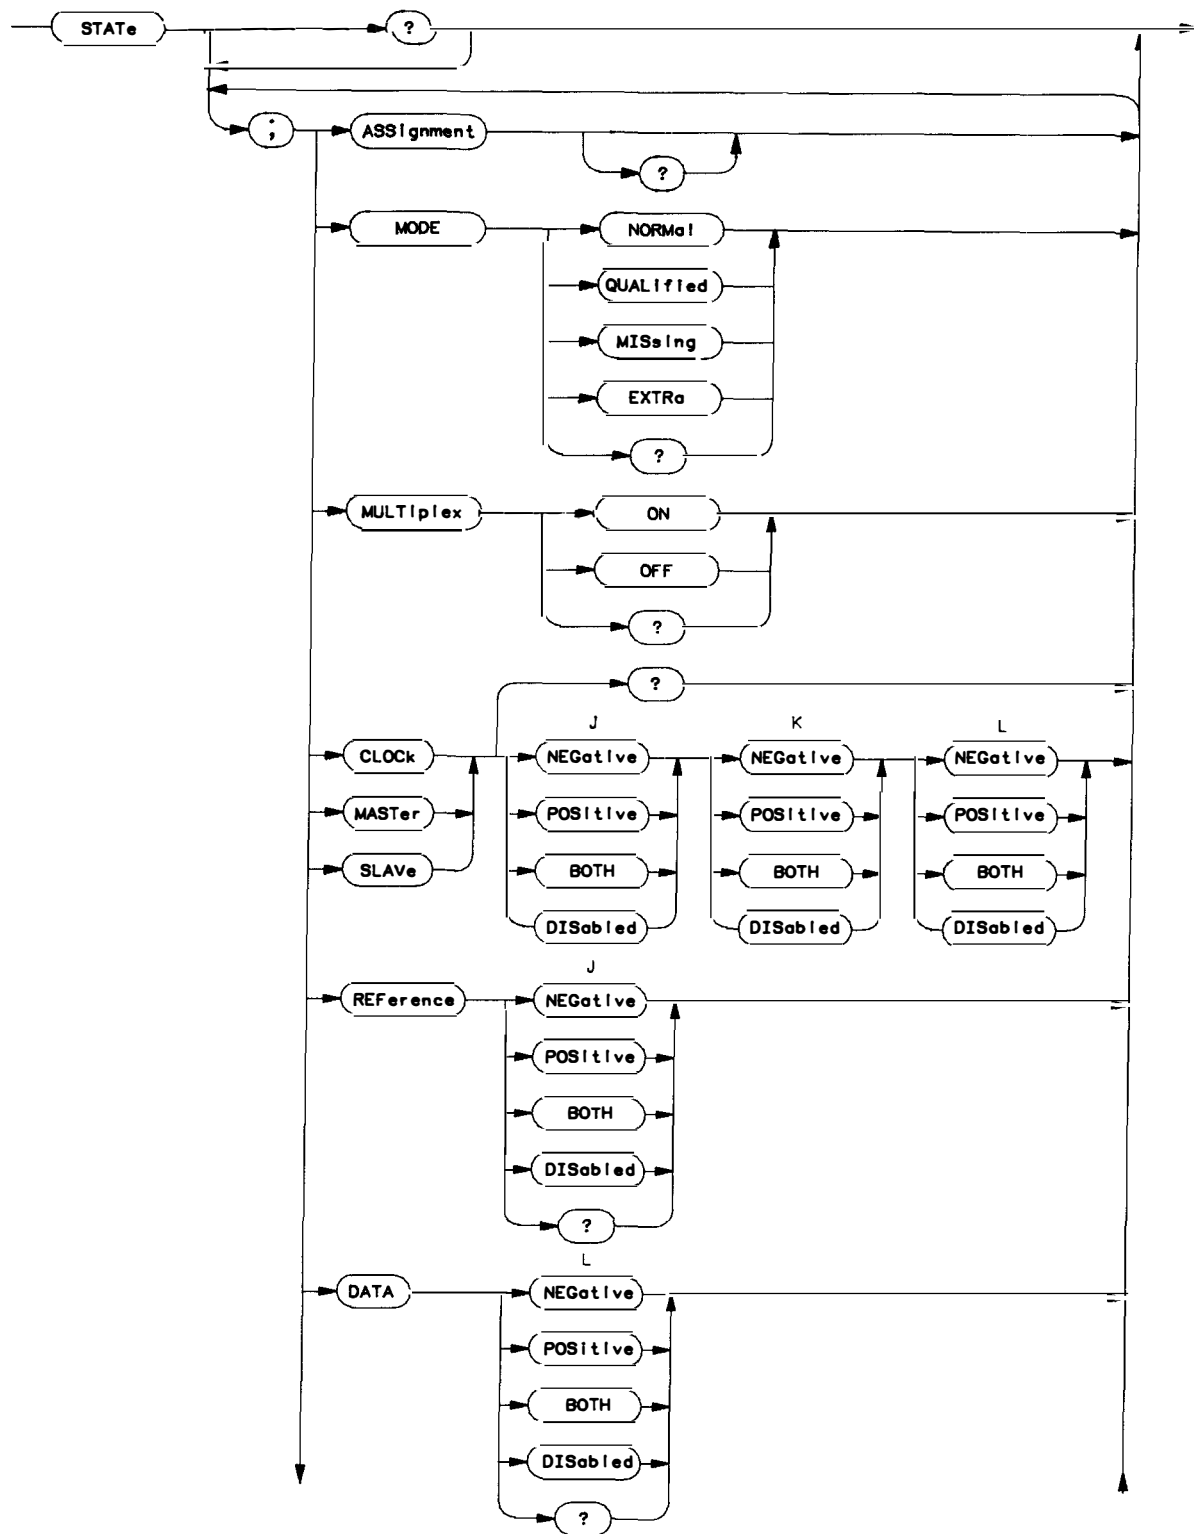 STATe ?
; ASSignment
?
MODE NORMal
QUALified
MISsing
EXTRa
?
MULTiplex ON
OFF
?
?
J K L
CLOCk NEGative NEGative NEGative
MASTer POSitive POSitive POSitive
SLAVe BOTH BOTH BOTH
DISabled DISabled DISabled
J
REFerence NEGative
POSitive
BOTH
DISabled
?
L
DATA NEGative
POSitive
BOTH
DISabled
?